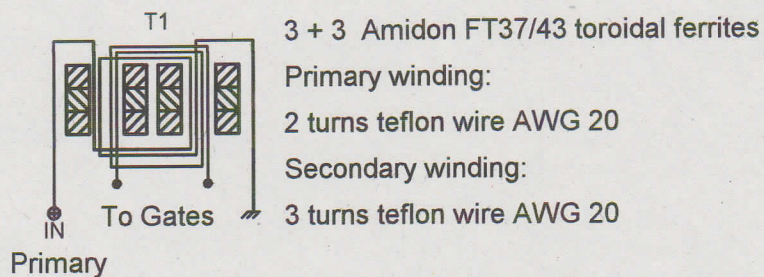 T1
3 + 3 Amidon FT37/43 toroidal ferrites
Primary winding:
2 turns teflon wire AWG 20
Secondary winding:
3 turns teflon wire AWG 20
To Gates
IN
Primary